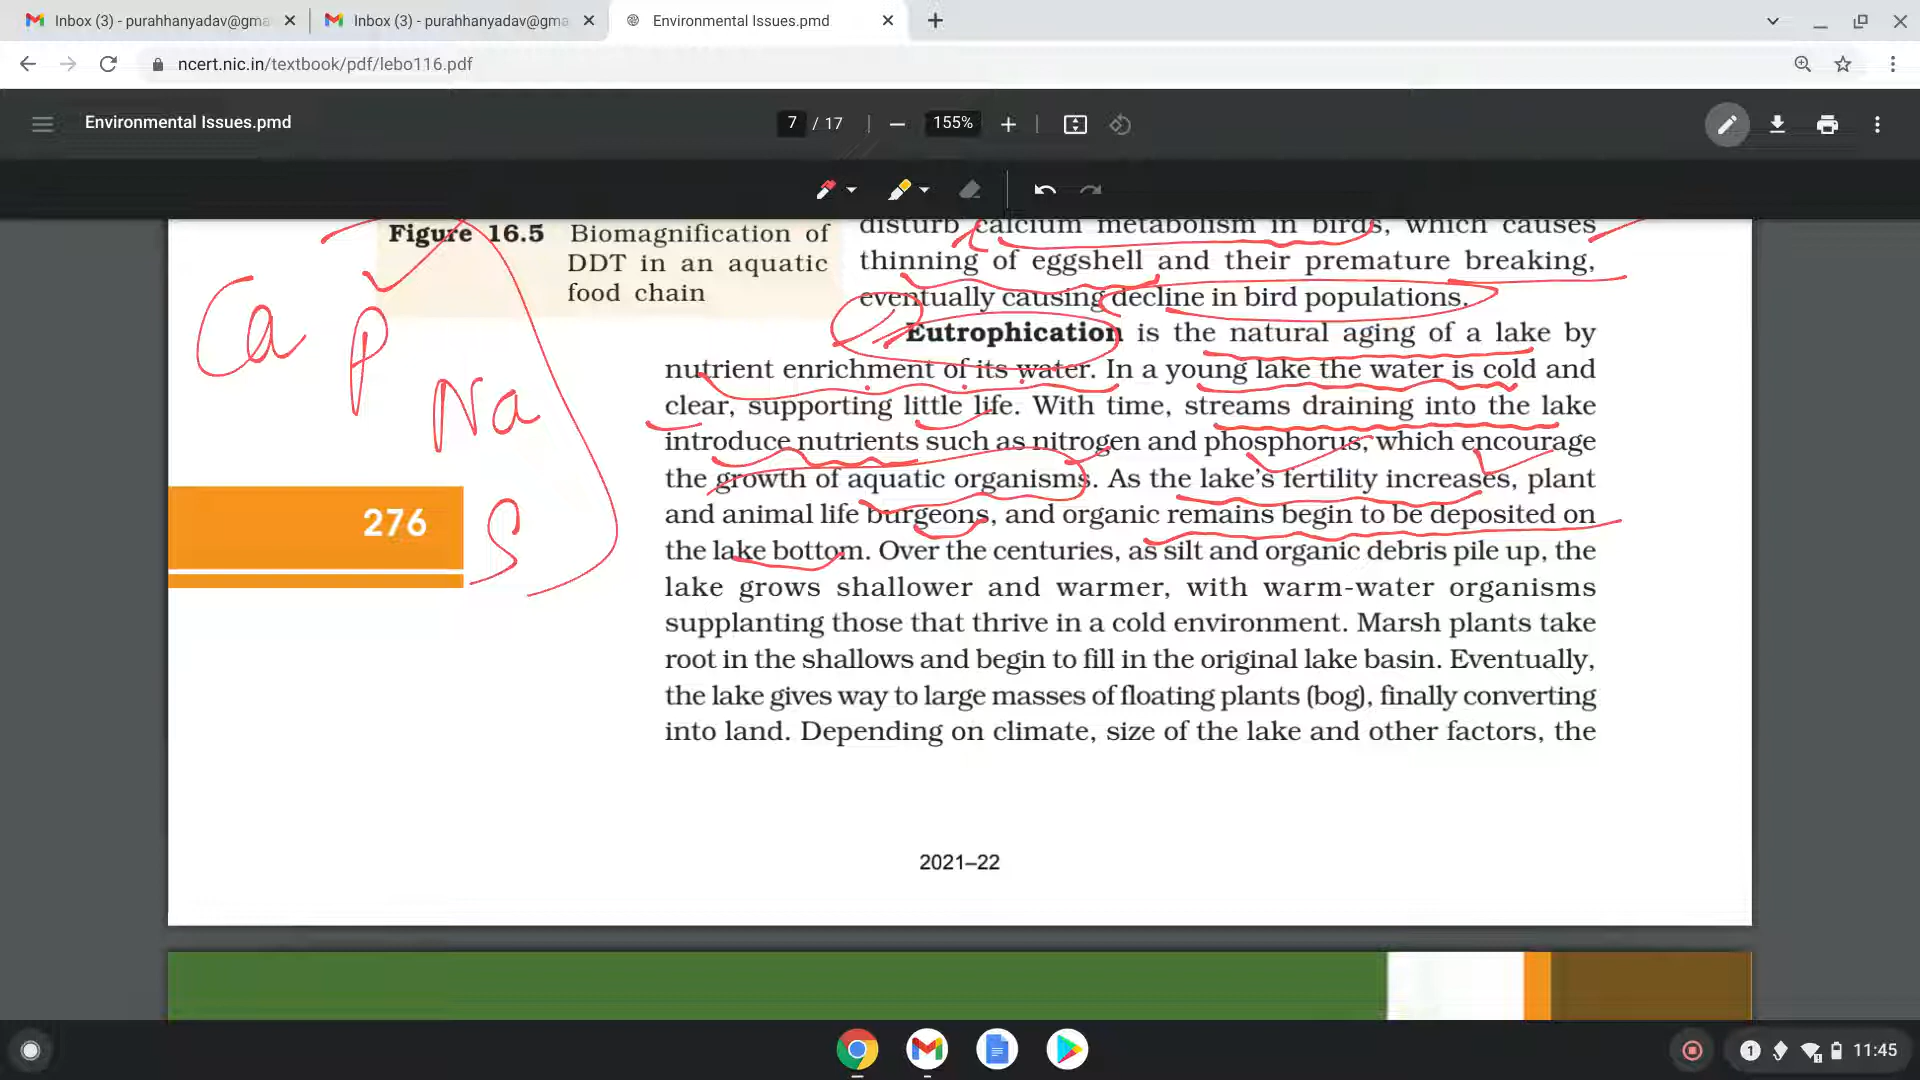 Inbox (3) - purahhanyadav@gma
Inbox (3) - purahhanyadav@gma
Environmental Issues.pmd
ncert.nic.in/textbook/pdf/lebo116.pdf
Environmental Issues.pmd
7 / 17
155%
Figure 16.5 Biomagnification of
DDT in an aquatic
food chain
Ca P
Na
S
276
disturb calcium metabolism in birds, which causes
thinning of eggshell and their premature breaking,
eventually causing decline in bird populations.
Eutrophication is the natural aging of a lake by
nutrient enrichment of its water. In a young lake the water is cold and
clear, supporting little life. With time, streams draining into the lake
introduce nutrients such as nitrogen and phosphorus, which encourage
the growth of aquatic organisms. As the lake's fertility increases, plant
and animal life burgeons, and organic remains begin to be deposited on
the lake bottom. Over the centuries, as silt and organic debris pile up, the
lake grows shallower and warmer, with warm-water organisms
supplanting those that thrive in a cold environment. Marsh plants take
root in the shallows and begin to fill in the original lake basin. Eventually,
the lake gives way to large masses of floating plants (bog), finally converting
into land. Depending on climate, size of the lake and other factors, the
2021–22
1
11:45